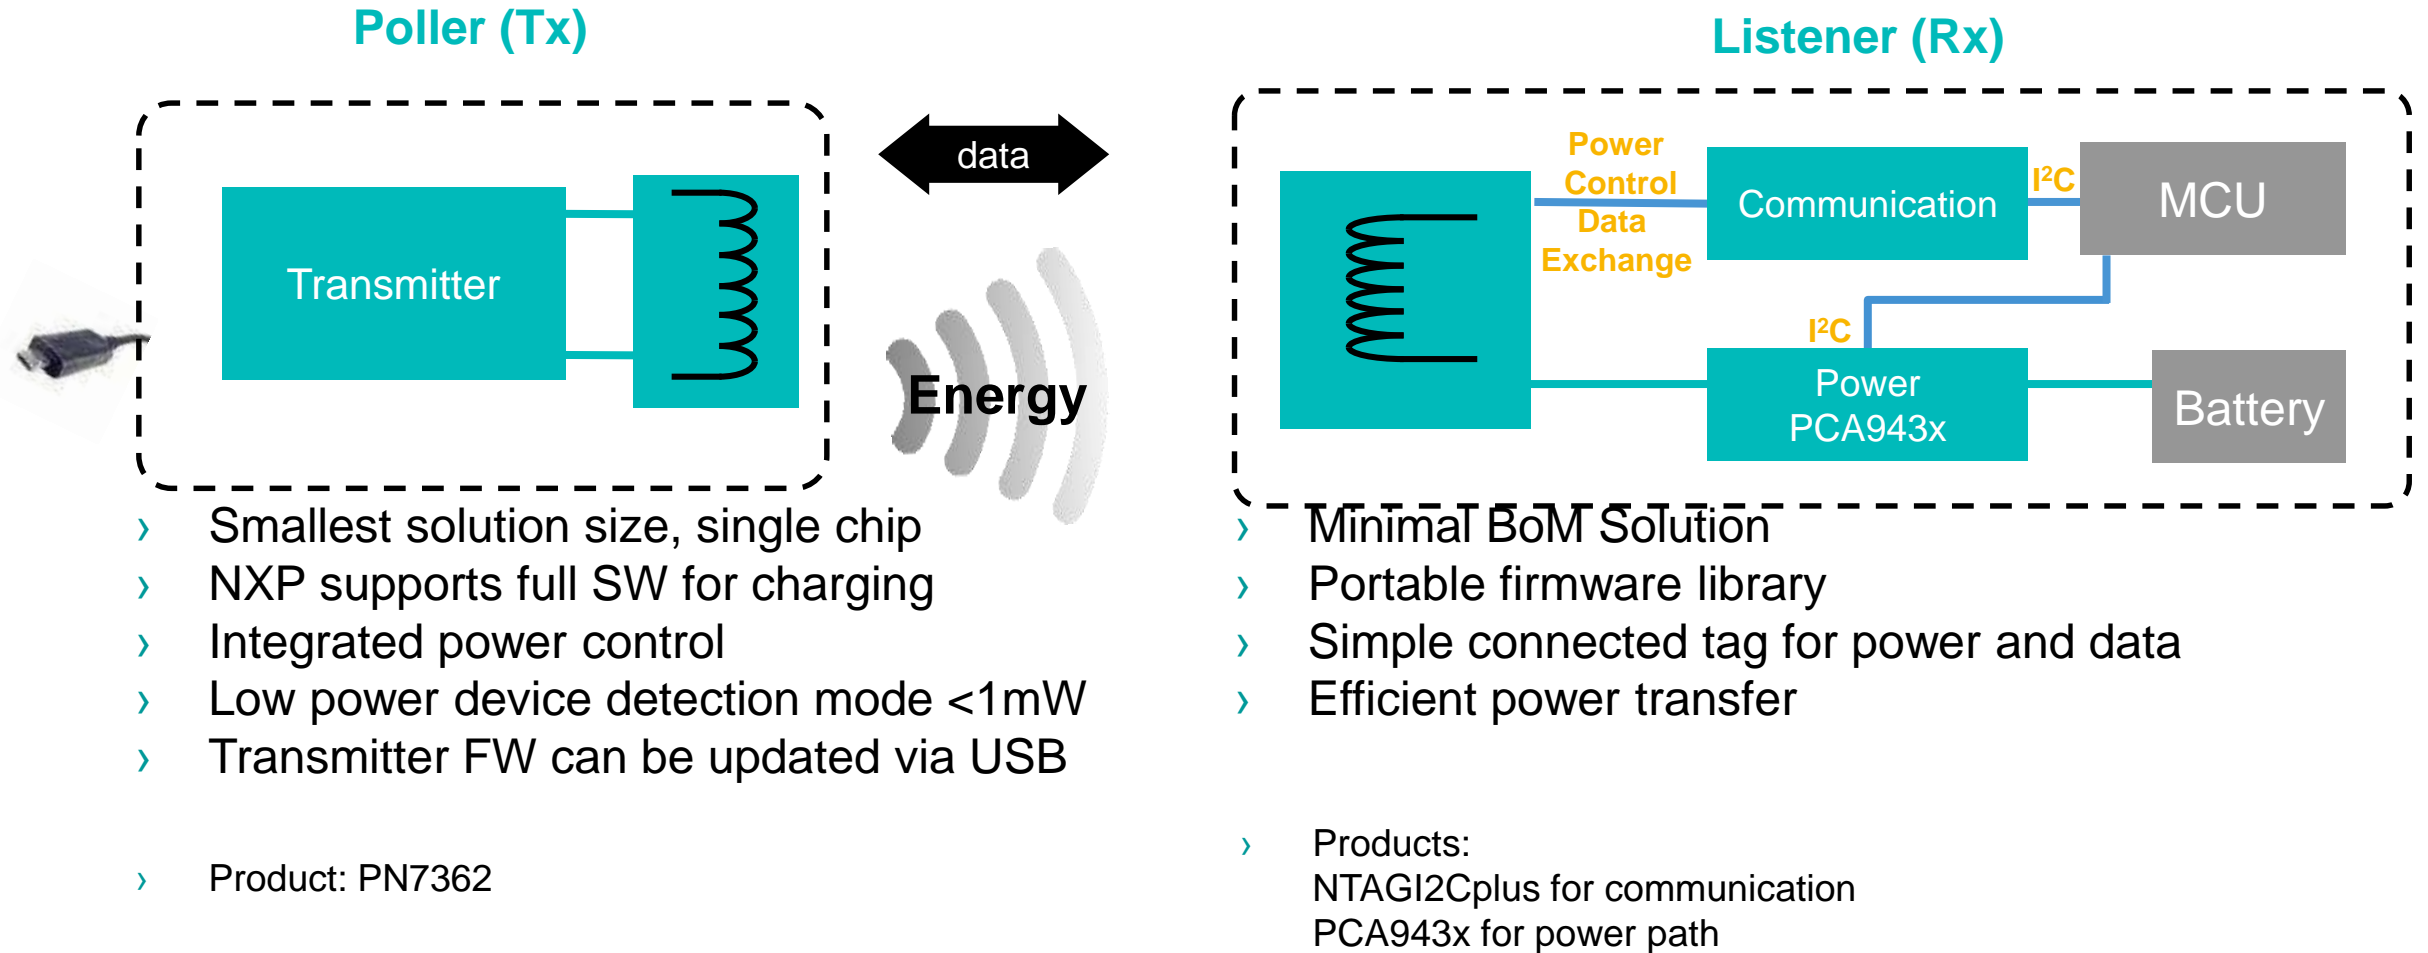 Poller (Tx)
Listener (Rx)
Transmitter
data
Energy
Power
Control
Data
Exchange
Communication
I²C
MCU
I²C
Power
PCA943x
Battery
› Smallest solution size, single chip
› NXP supports full SW for charging
› Integrated power control
› Low power device detection mode <1mW
› Transmitter FW can be updated via USB
› Product: PN7362
› Minimal BoM Solution
› Portable firmware library
› Simple connected tag for power and data
› Efficient power transfer
› Products:
NTAGI2Cplus for communication
PCA943x for power path